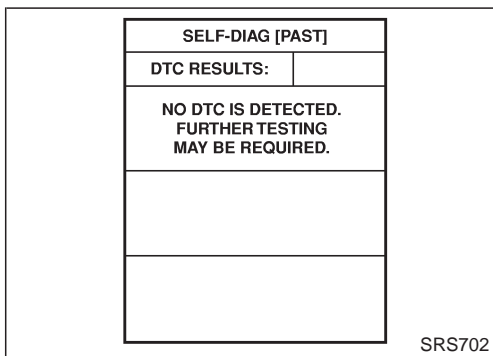 SELF-DIAG [PAST]
DTC RESULTS:
NO DTC IS DETECTED.
FURTHER TESTING
MAY BE REQUIRED.
SRS702